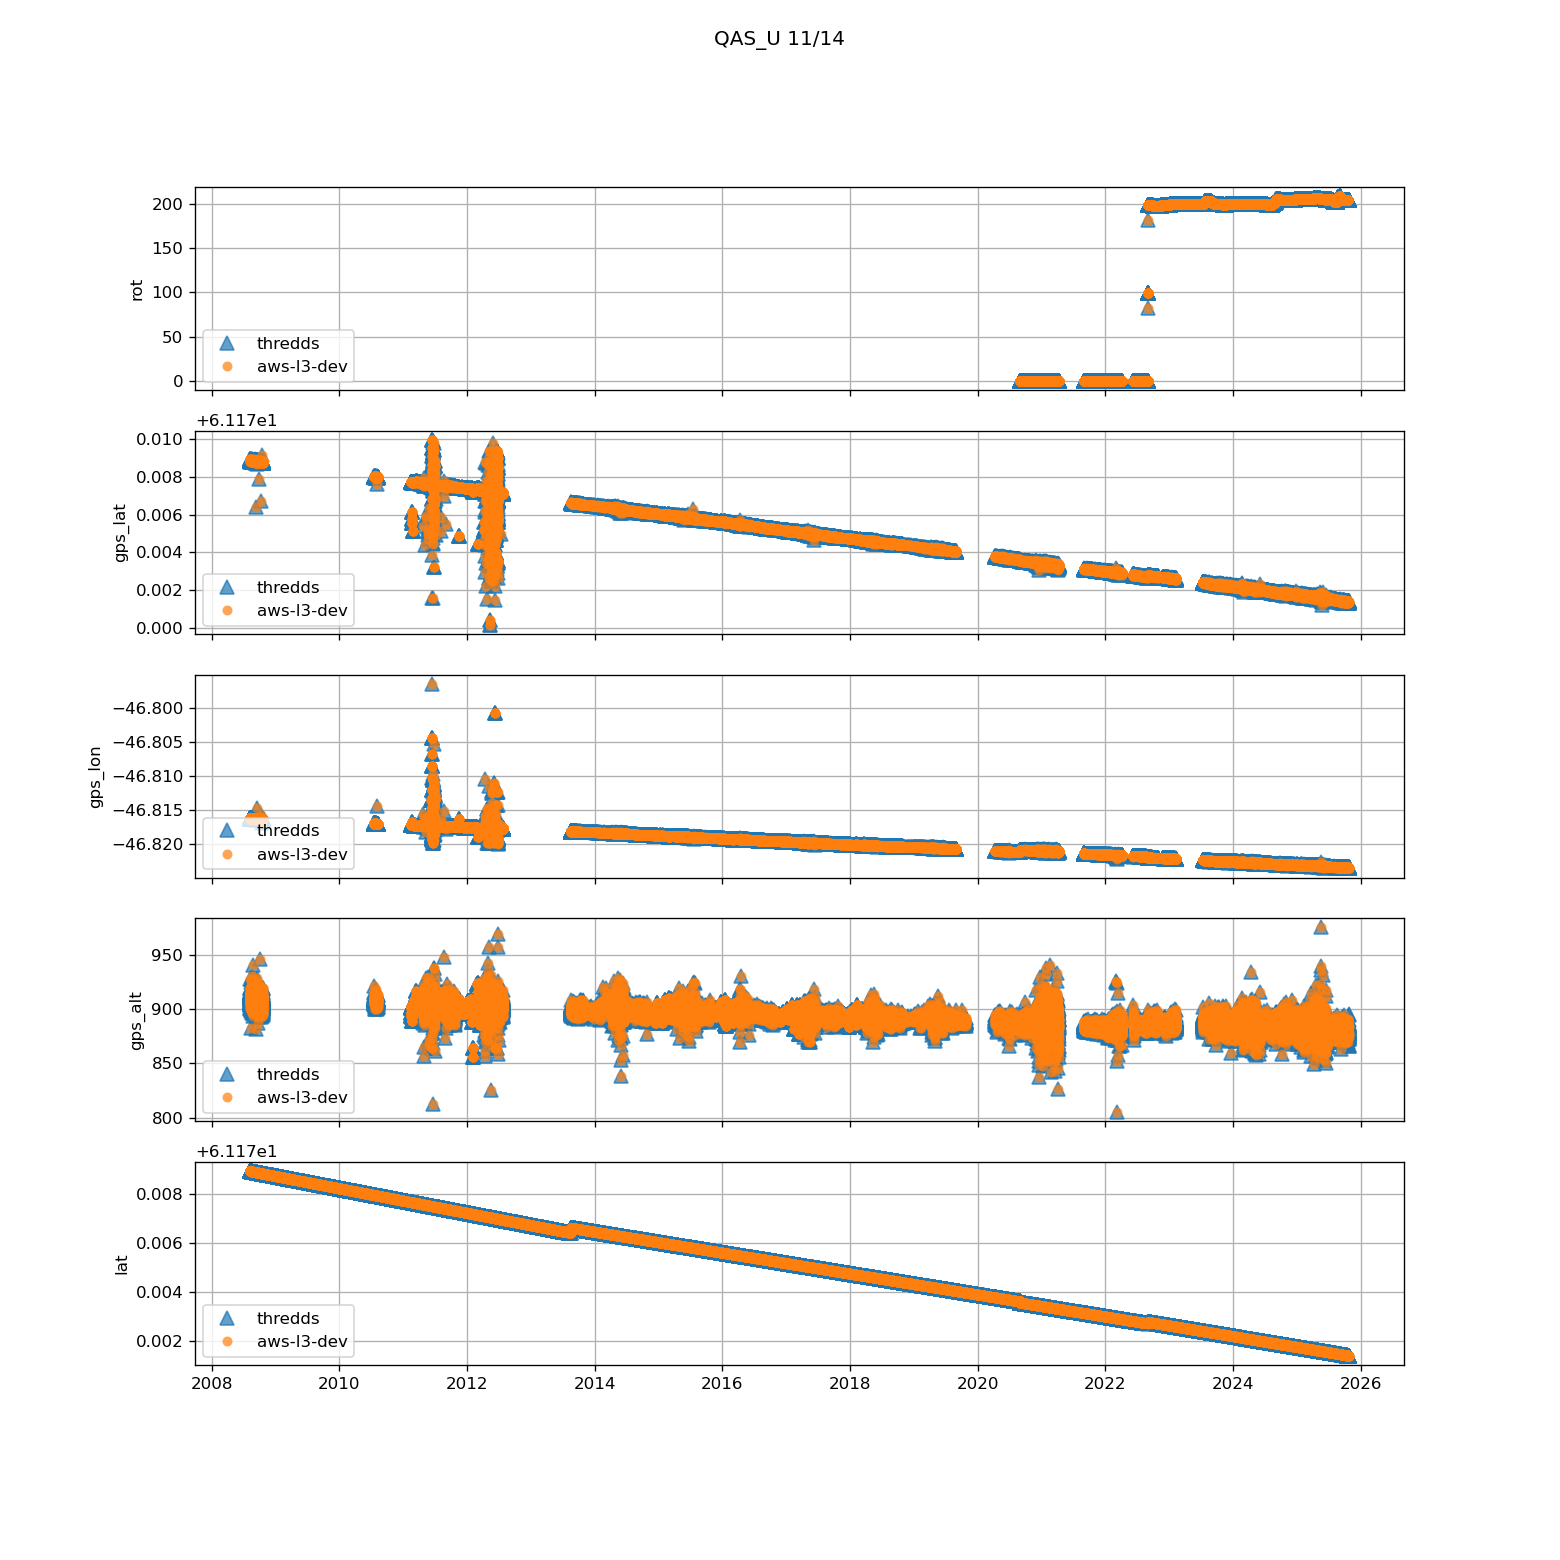 QAS_U 11/14
200
150
100
50
0
rot
thredds
aws-l3-dev
+6.117e1
0.010
0.008
0.006
0.004
0.002
0.000
gps_lat
thredds
aws-l3-dev
−46.800
−46.805
−46.810
−46.815
−46.820
gps_lon
thredds
aws-l3-dev
950
900
850
800
gps_alt
thredds
aws-l3-dev
+6.117e1
0.008
0.006
0.004
0.002
lat
thredds
aws-l3-dev
2008 2010 2012 2014 2016 2018 2020 2022 2024 2026